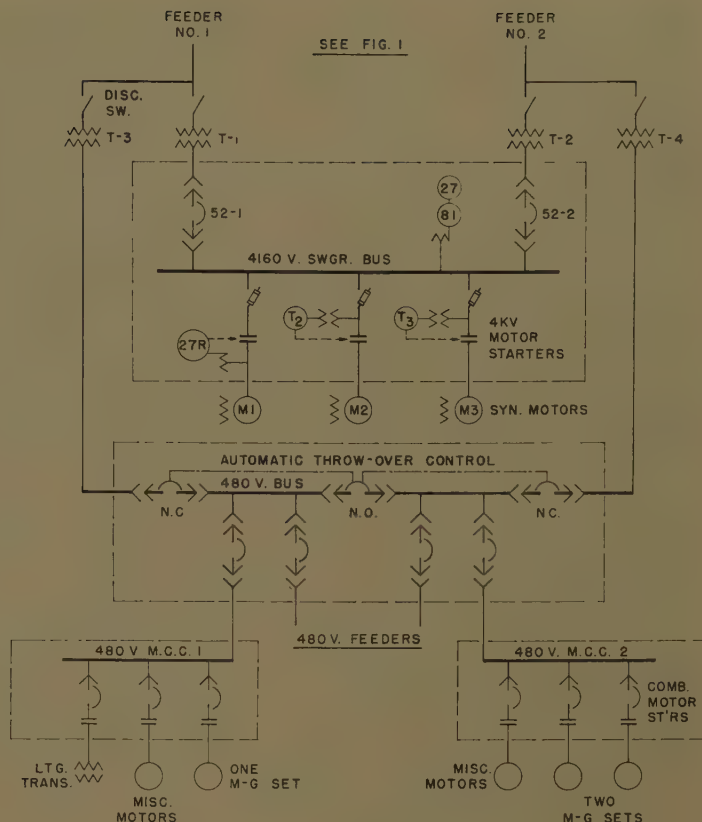 FEEDER
NO. 1
SEE FIG. 1
FEEDER
NO. 2
DISC.
SW.
T-3
T-1
T-2
T-4
27
81
52-1
52-2
4160 V. SWGR. BUS
27R
T2
T3
4KV
MOTOR
STARTERS
M1
M2
M3
SYN. MOTORS
AUTOMATIC THROW-OVER CONTROL
480 V. BUS
N.C
N.O.
NC.
480 V. FEEDERS
480 V M.C.C. 1
480 V. M.C.C. 2
COMB.
MOTOR
ST'RS
LTG.
TRANS.
MISC.
MOTORS
ONE
M-G SET
MISC.
MOTORS
TWO
M-G SETS